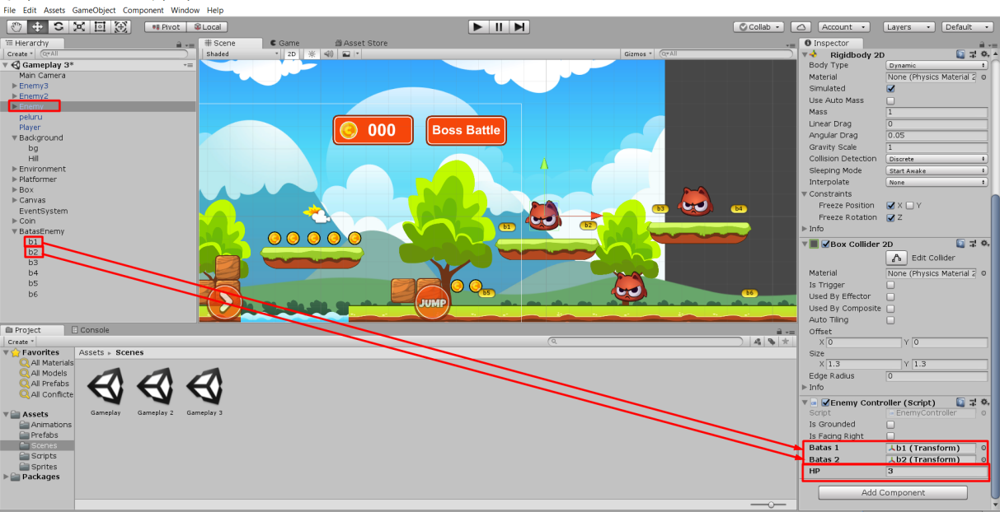 File Edit Assets GameObject Component Window Help
Pivot Local Collab Account Layers Default
Hierarchy
Create All
Gameplay 3*
Main Camera
Enemy3
Enemy2
Enemy
peluru
Player
Background
bg
Hill
Environment
Platformer
Box
Canvas
EventSystem
Coin
BatasEnemy
b1
b2
b3
b4
b5
b6
Scene Game Asset Store
Shaded 2D Gizmos All
000
Boss Battle
b1
b2
b3
b4
b5
b6
JUMP
Inspector
Rigidbody 2D
Body Type Dynamic
Material None (Physics Material 2
Simulated
Use Auto Mass
Mass 1
Linear Drag 0
Angular Drag 0.05
Gravity Scale 1
Collision Detection Discrete
Sleeping Mode Start Awake
Interpolate None
Constraints
Freeze Position X Y
Freeze Rotation Z
Info
Box Collider 2D
Edit Collider
Material None (Physics Material 2
Is Trigger
Used By Effector
Used By Composite
Auto Tiling
Offset
X 0 Y 0
Size
X 1.3 Y 1.3
Edge Radius 0
Info
Enemy Controller (Script)
Script EnemyController
Is Grounded
Is Facing Right
Batas 1 b1 (Transform)
Batas 2 b2 (Transform)
HP 3
Add Component
Project Console
Create
Favorites
All Materials
All Models
All Prefabs
All Conflicte
Assets
Animations
Prefabs
Scenes
Scripts
Sprites
Packages
Assets Scenes
Gameplay Gameplay 2 Gameplay 3